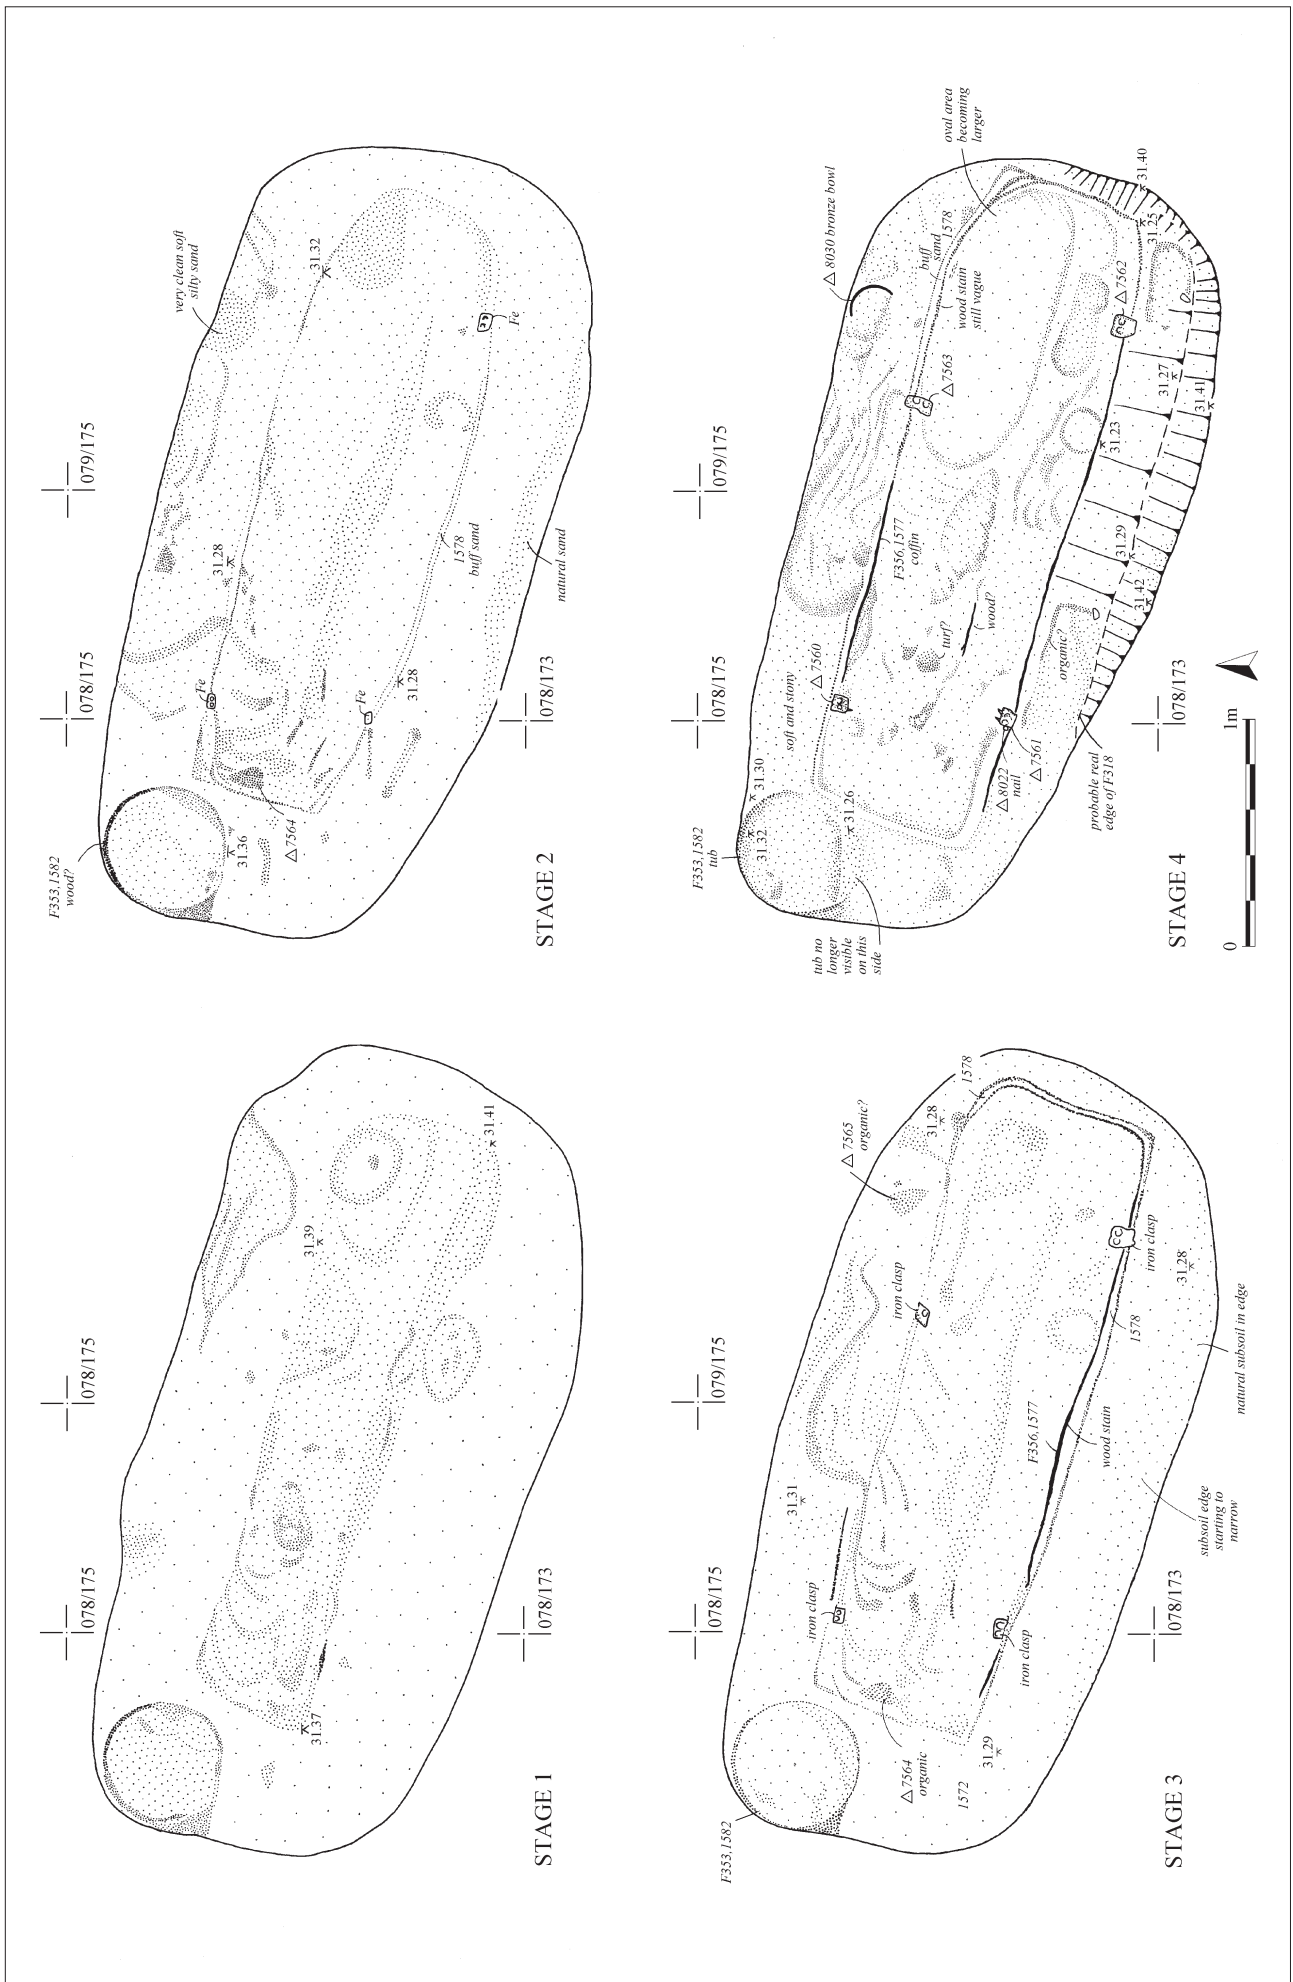 STAGE 1
078/175
078/175
078/173
31.37
31.39
31.41
STAGE 2
078/175
079/175
078/173
F353,1582
wood?
31.36
△7564
Fe
Fe
31.28
31.28
very clean soft
silty sand
31.32
Fe
1578
buff sand
natural sand
STAGE 3
078/175
079/175
078/173
F353,1582
△7564
organic
1572
31.29
iron clasp
iron clasp
31.31
iron clasp
△7565
organic?
31.28
1578
F356,1577
wood stain
1578
iron clasp
31.28
subsoil edge
starting to
narrow
natural subsoil in edge
STAGE 4
078/175
079/175
078/173
F353,1582
tub
31.32
31.30
31.26
tub no
longer
visible
on this
side
soft and stony
△7560
△8022
nail
△7561
turf?
wood?
F356,1577
coffin
△7563
△8030 bronze bowl
buff
sand
1578
wood stain
still vague
oval area
becoming
larger
△7562
31.40
31.25
31.27
31.41
31.23
31.29
31.42
organic?
probable real
edge of F318
0
1m